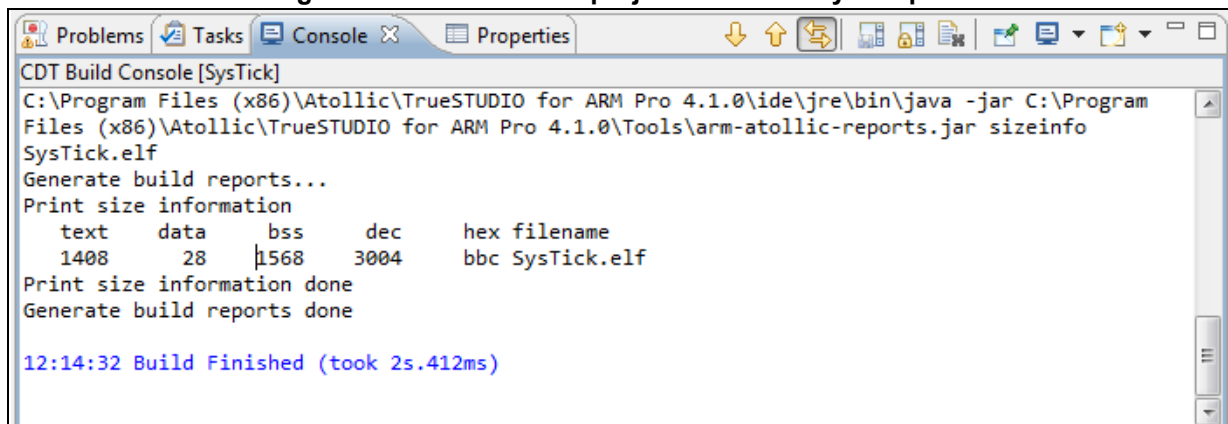 Problems Tasks Console Properties
CDT Build Console [SysTick]
C:\Program Files (x86)\Atollic\TrueSTUDIO for ARM Pro 4.1.0\ide\jre\bin\java -jar C:\Program
Files (x86)\Atollic\TrueSTUDIO for ARM Pro 4.1.0\Tools\arm-atollic-reports.jar sizeinfo
SysTick.elf
Generate build reports...
Print size information
   text    data     bss     dec     hex filename
   1408      28    1568    3004     bbc SysTick.elf
Print size information done
Generate build reports done
12:14:32 Build Finished (took 2s.412ms)